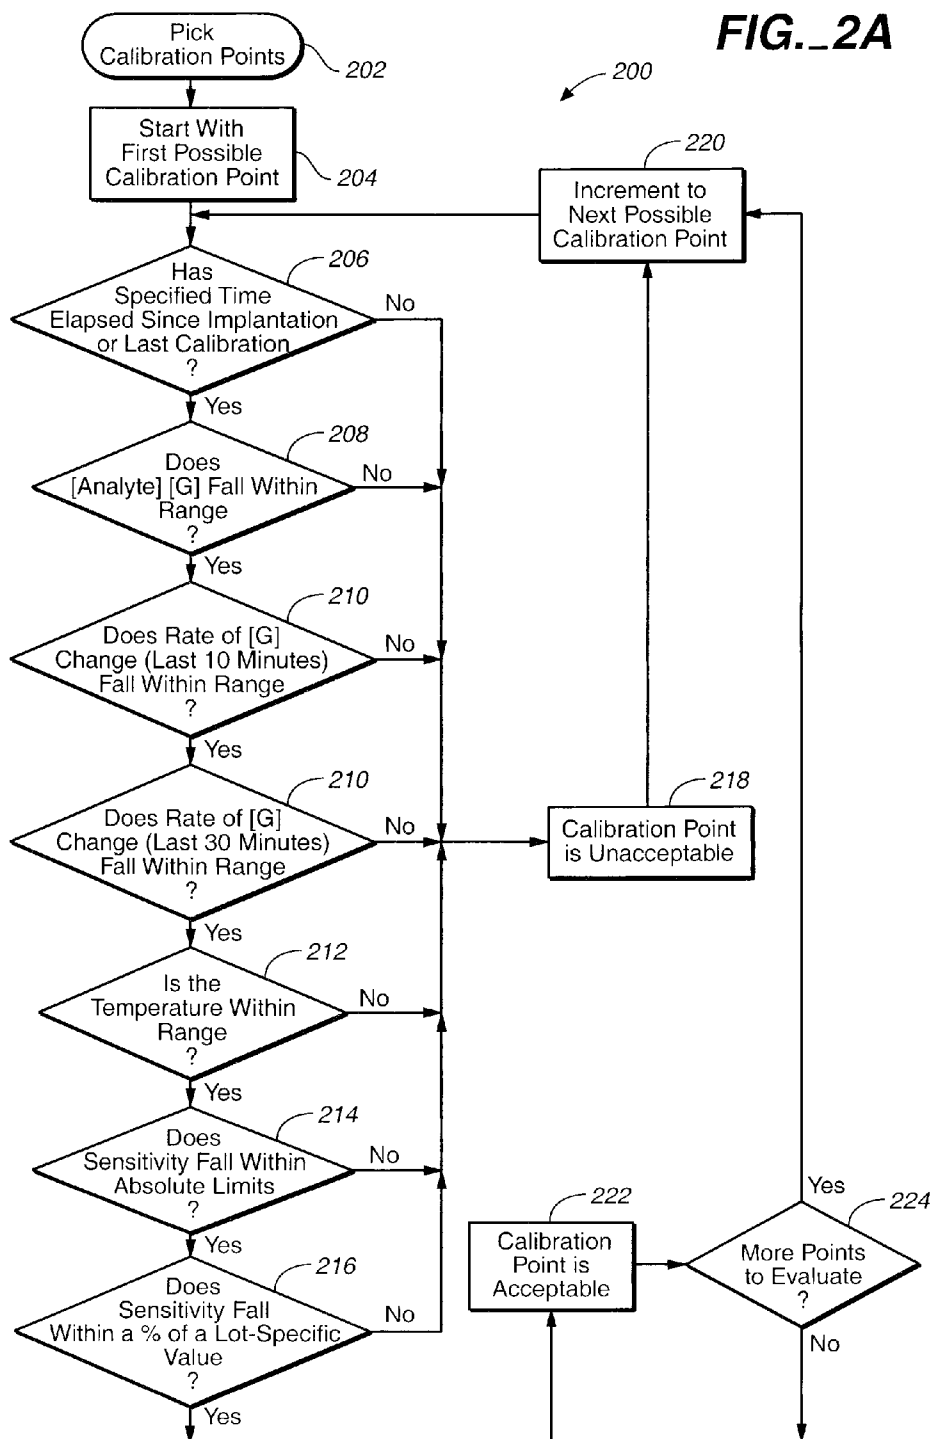 FIG._2A
Pick
Calibration Points
202
200
Start With
First Possible
Calibration Point
204
220
Increment to
Next Possible
Calibration Point
206
Has
Specified Time
Elapsed Since Implantation
or Last Calibration
?
No
Yes
208
Does
[Analyte] [G] Fall Within
Range
?
No
Yes
210
Does Rate of [G]
Change (Last 10 Minutes)
Fall Within Range
?
No
Yes
210
Does Rate of [G]
Change (Last 30 Minutes)
Fall Within Range
?
No
218
Calibration Point
is Unacceptable
Yes
212
Is the
Temperature Within
Range
?
No
Yes
214
Does
Sensitivity Fall Within
Absolute Limits
?
No
Yes
216
Does
Sensitivity Fall
Within a % of a Lot-Specific
Value
?
No
Yes
222
Calibration
Point is
Acceptable
Yes
224
More Points
to Evaluate
?
No